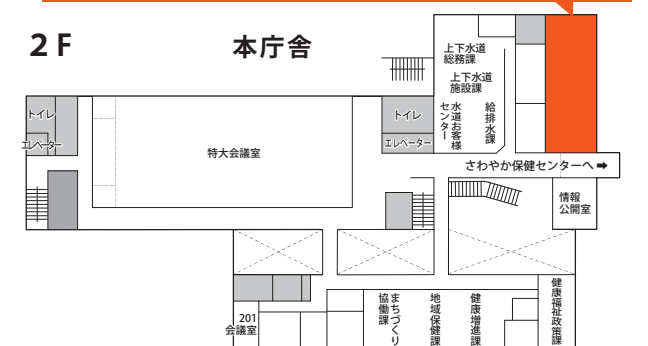 2F
本庁舎
上下水道
総務課
上下水道
施設課
水道お客様
センター
給排水課
トイレ
エレベーター
特大会議室
トイレ
エレベーター
さわやか保健センターへ➡
情報
公開室
201
会議室
まちづくり
協働課
地域保健課
健康増進課
健康福祉政策課